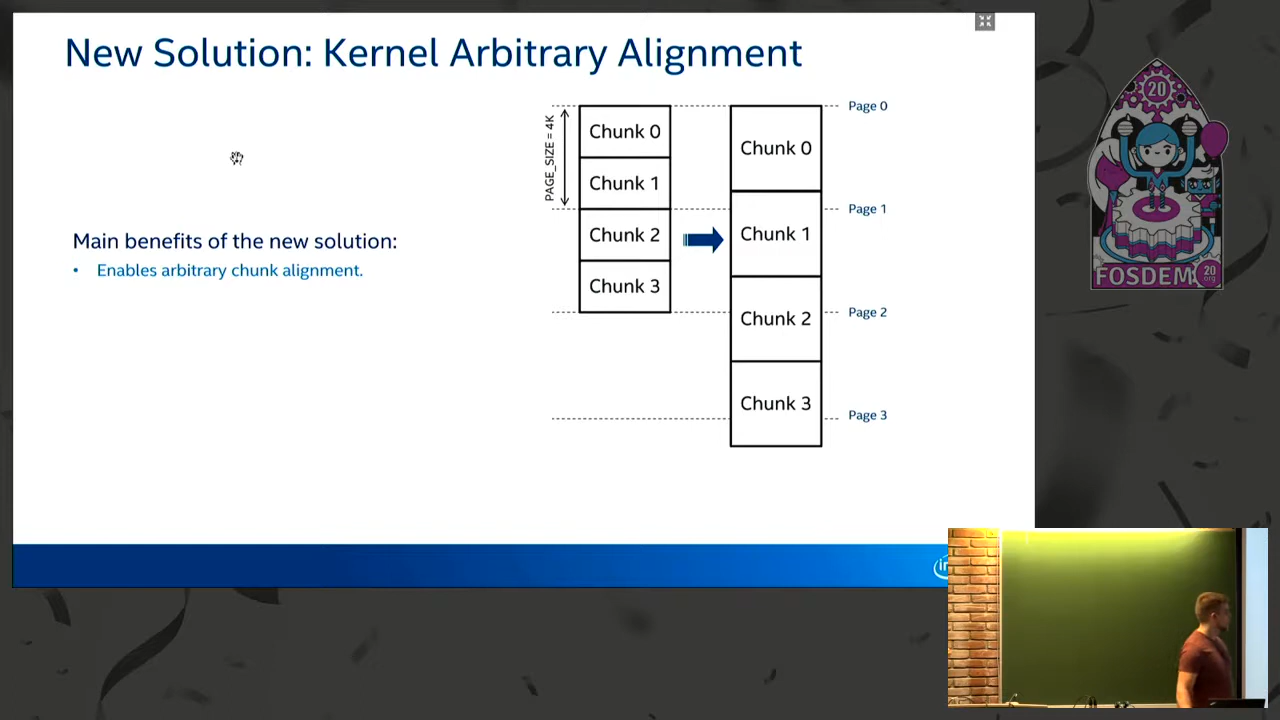 New Solution: Kernel Arbitrary Alignment
Main benefits of the new solution:
• Enables arbitrary chunk alignment.
PAGE_SIZE = 4K
Chunk 0
Chunk 1
Chunk 2
Chunk 3
Chunk 0
Chunk 1
Chunk 2
Chunk 3
Page 0
Page 1
Page 2
Page 3
20
FOSDEM
20
org